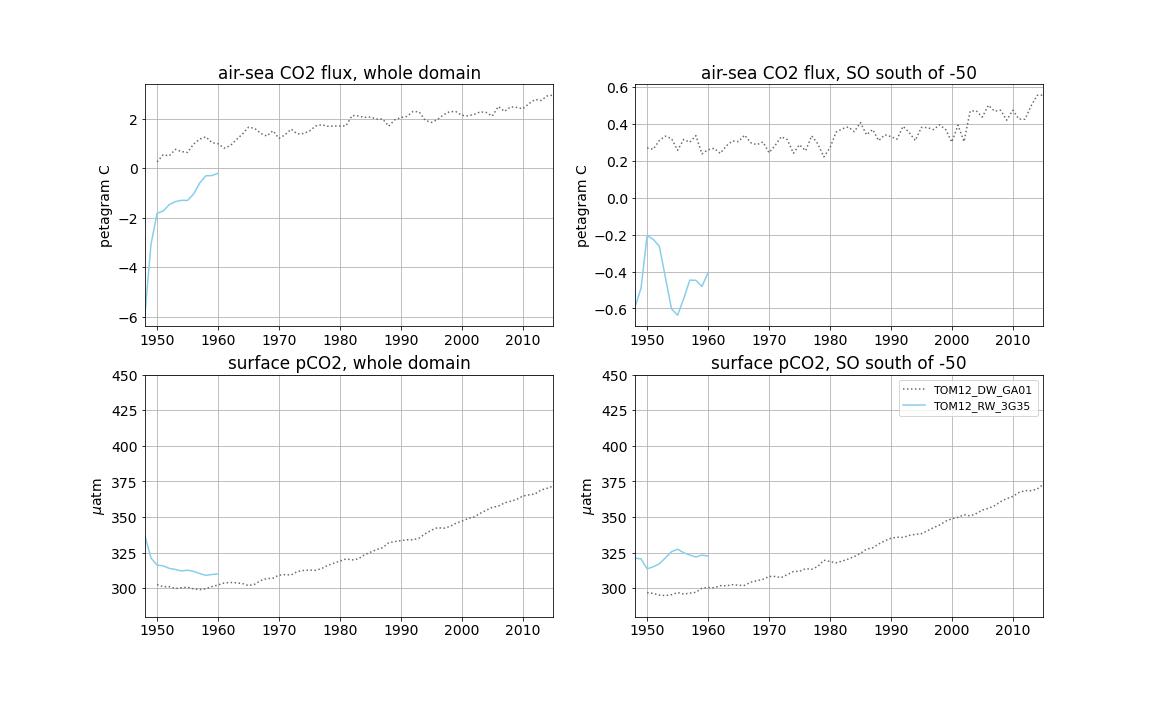 air-sea CO2 flux, whole domain
petagram C
2
0
−2
−4
−6
1950 1960 1970 1980 1990 2000 2010
air-sea CO2 flux, SO south of -50
petagram C
0.6
0.4
0.2
0.0
−0.2
−0.4
−0.6
1950 1960 1970 1980 1990 2000 2010
surface pCO2, whole domain
μatm
450
425
400
375
350
325
300
1950 1960 1970 1980 1990 2000 2010
surface pCO2, SO south of -50
μatm
450
425
400
375
350
325
300
TOM12_DW_GA01
TOM12_RW_3G35
1950 1960 1970 1980 1990 2000 2010